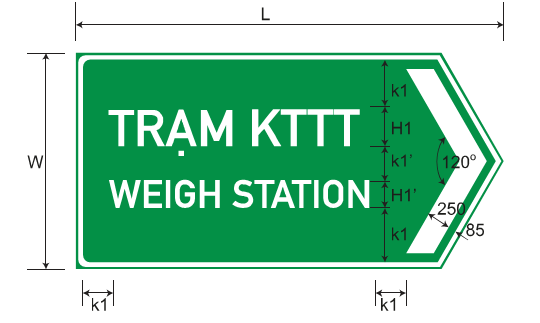 L
k1
TRẠM KTTT
H1
W
k1'
120°
WEIGH STATION
H1'
250
k1
85
k1
k1